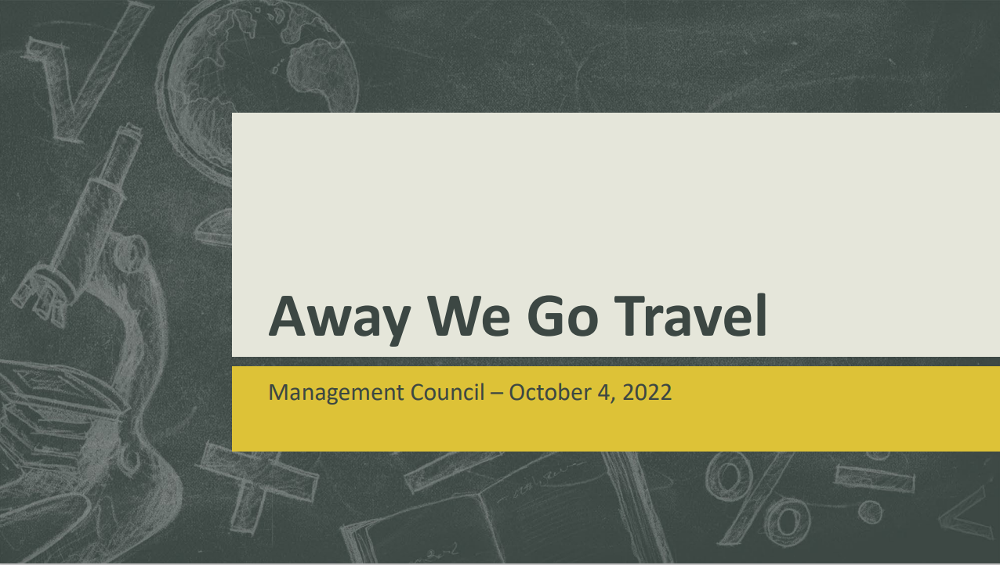 Away We Go Travel
Management Council – October 4, 2022